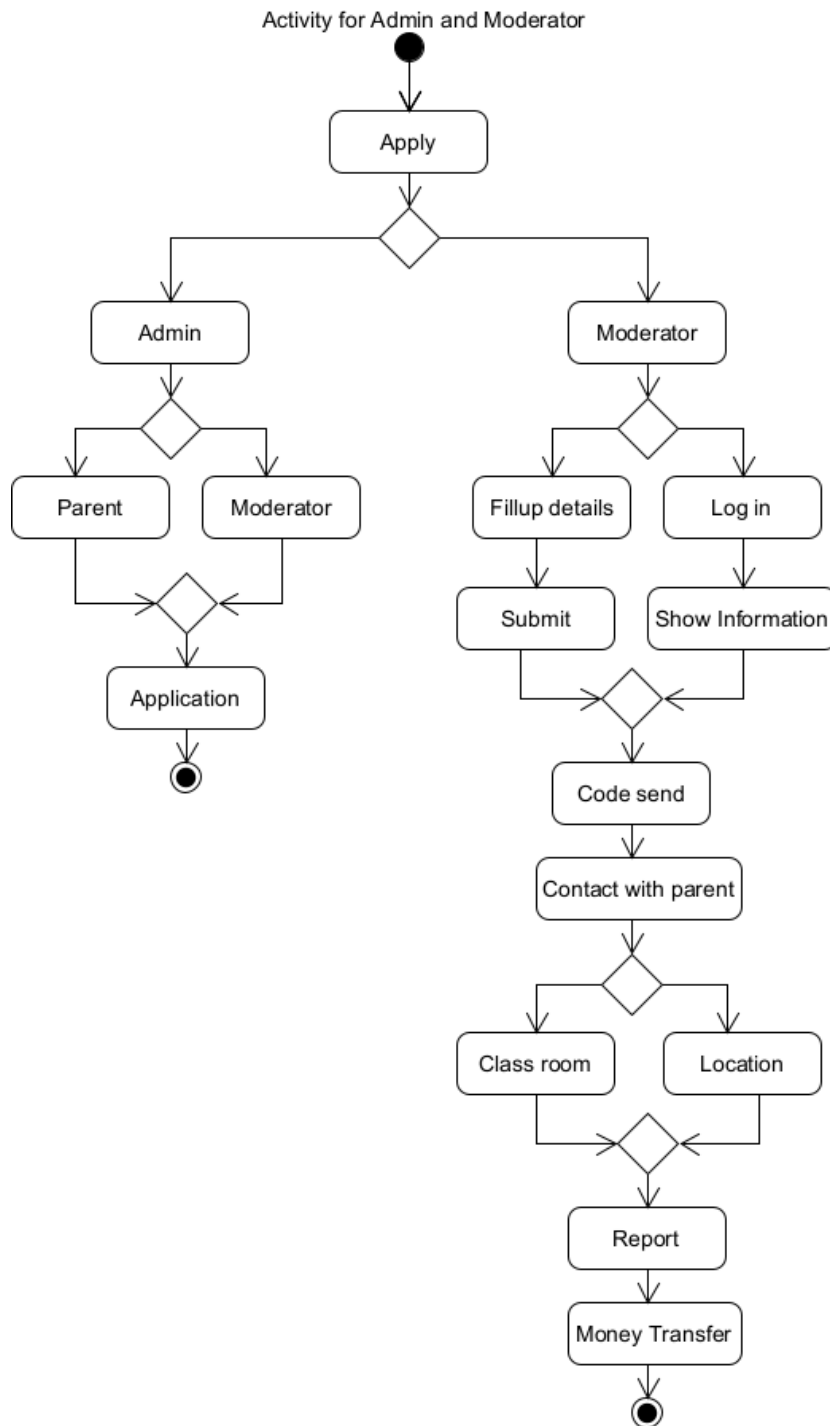 Activity for Admin and Moderator
Apply
Admin
Moderator
Parent
Moderator
Fillup details
Log in
Submit
Show Information
Application
Code send
Contact with parent
Class room
Location
Report
Money Transfer